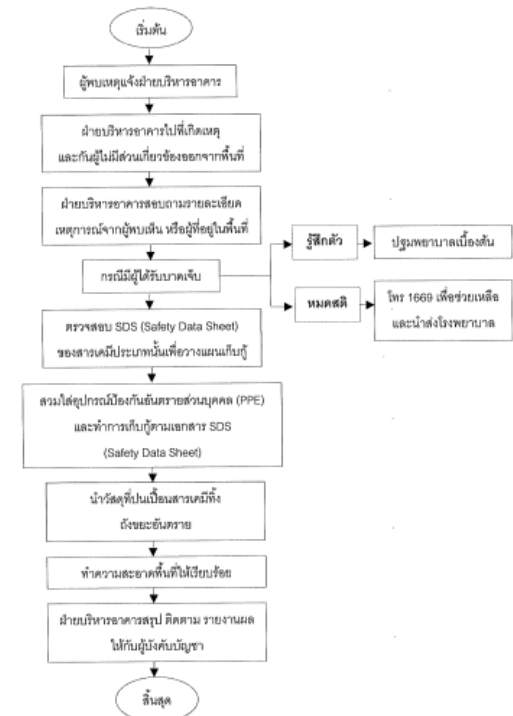 เริ่มต้น
ผู้พบเหตุแจ้งฝ่ายบริหารอาคาร
ฝ่ายบริหารอาคารไปที่เกิดเหตุ
และกันผู้ไม่มีส่วนเกี่ยวข้องออกจากพื้นที่
ฝ่ายบริหารอาคารสอบถามรายละเอียด
เหตุการณ์จากผู้พบเห็น หรือผู้ที่อยู่ในพื้นที่
กรณีมีผู้ได้รับบาดเจ็บ
รู้สึกตัว
ปฐมพยาบาลเบื้องต้น
หมดสติ
โทร 1669 เพื่อช่วยเหลือ
และนำส่งโรงพยาบาล
ตรวจสอบ SDS (Safety Data Sheet)
ของสารเคมีประเภทนั้นเพื่อวางแผนเก็บกู้
สวมใส่อุปกรณ์ป้องกันอันตรายส่วนบุคคล (PPE)
และทำการเก็บกู้ตามเอกสาร SDS
(Safety Data Sheet)
นำวัสดุที่ปนเปื้อนสารเคมีทิ้ง
ถังขยะอันตราย
ทำความสะอาดพื้นที่ให้เรียบร้อย
ฝ่ายบริหารอาคารสรุป ติดตาม รายงานผล
ให้กับผู้บังคับบัญชา
สิ้นสุด